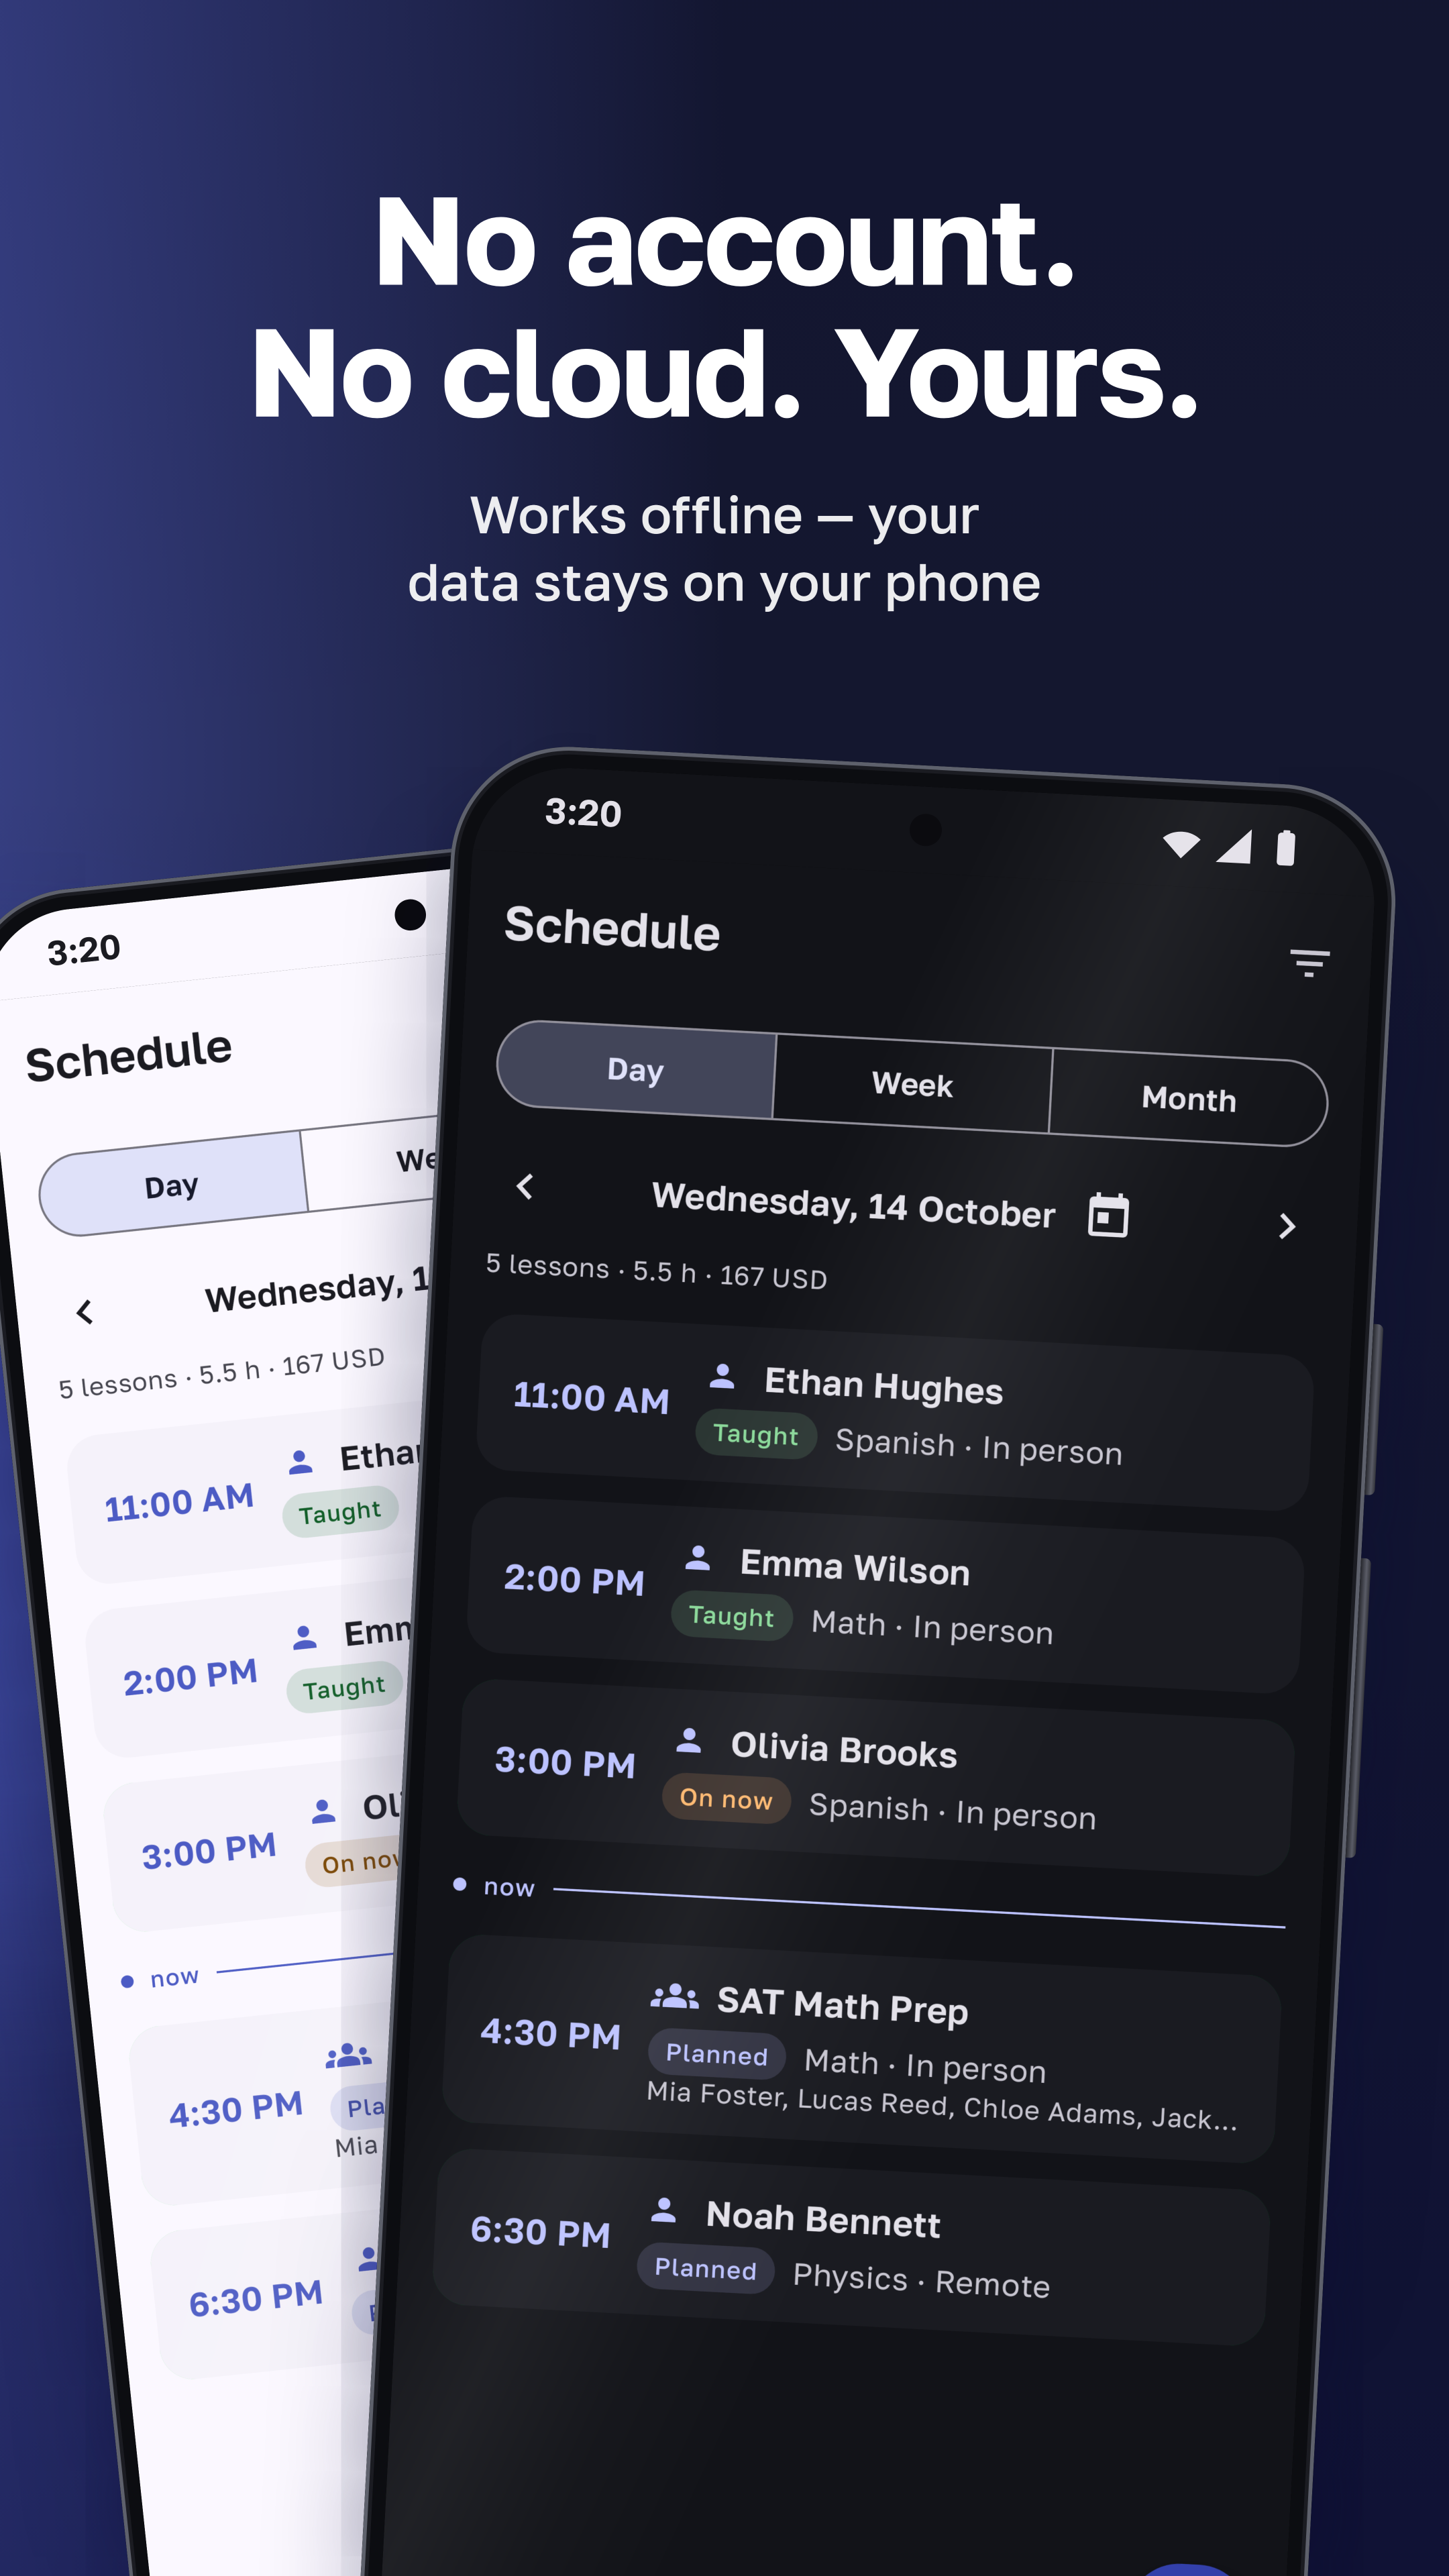 No account.
No cloud. Yours.
Works offline — your
data stays on your phone
3:20
Schedule
Day
Wednesday, 1
5 lessons · 5.5 h · 167 USD
11:00 AM
Taught
2:00 PM
Taught
3:00 PM
On now
now
4:30 PM
Mia
6:30 PM
3:20
Schedule
Day Week Month
Wednesday, 14 October
5 lessons · 5.5 h · 167 USD
11:00 AM
Ethan Hughes
Taught Spanish · In person
2:00 PM
Emma Wilson
Taught Math · In person
3:00 PM
Olivia Brooks
On now Spanish · In person
now
4:30 PM
SAT Math Prep
Planned Math · In person
Mia Foster, Lucas Reed, Chloe Adams, Jack...
6:30 PM
Noah Bennett
Planned Physics · Remote